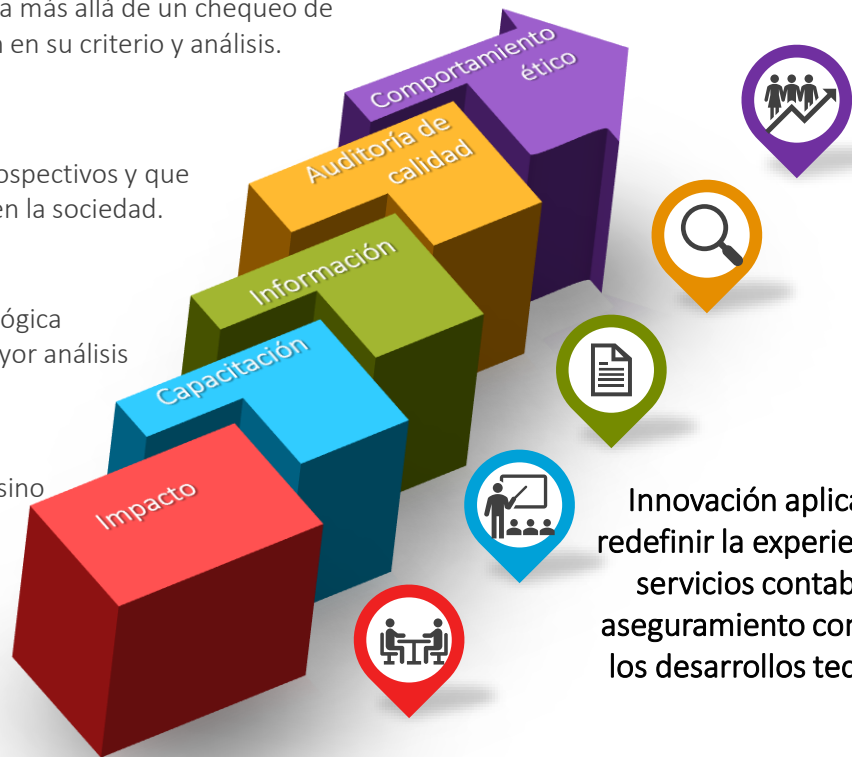 a más allá de un chequeo de
en su criterio y análisis.
ospectivos y que
en la sociedad.
ógica
yor análisis
sino
Comportamiento
ético
Auditoría de
calidad
Información
Capacitación
Impacto
Innovación aplica
redefinir la experie
servicios contab
aseguramiento con
los desarrollos tec